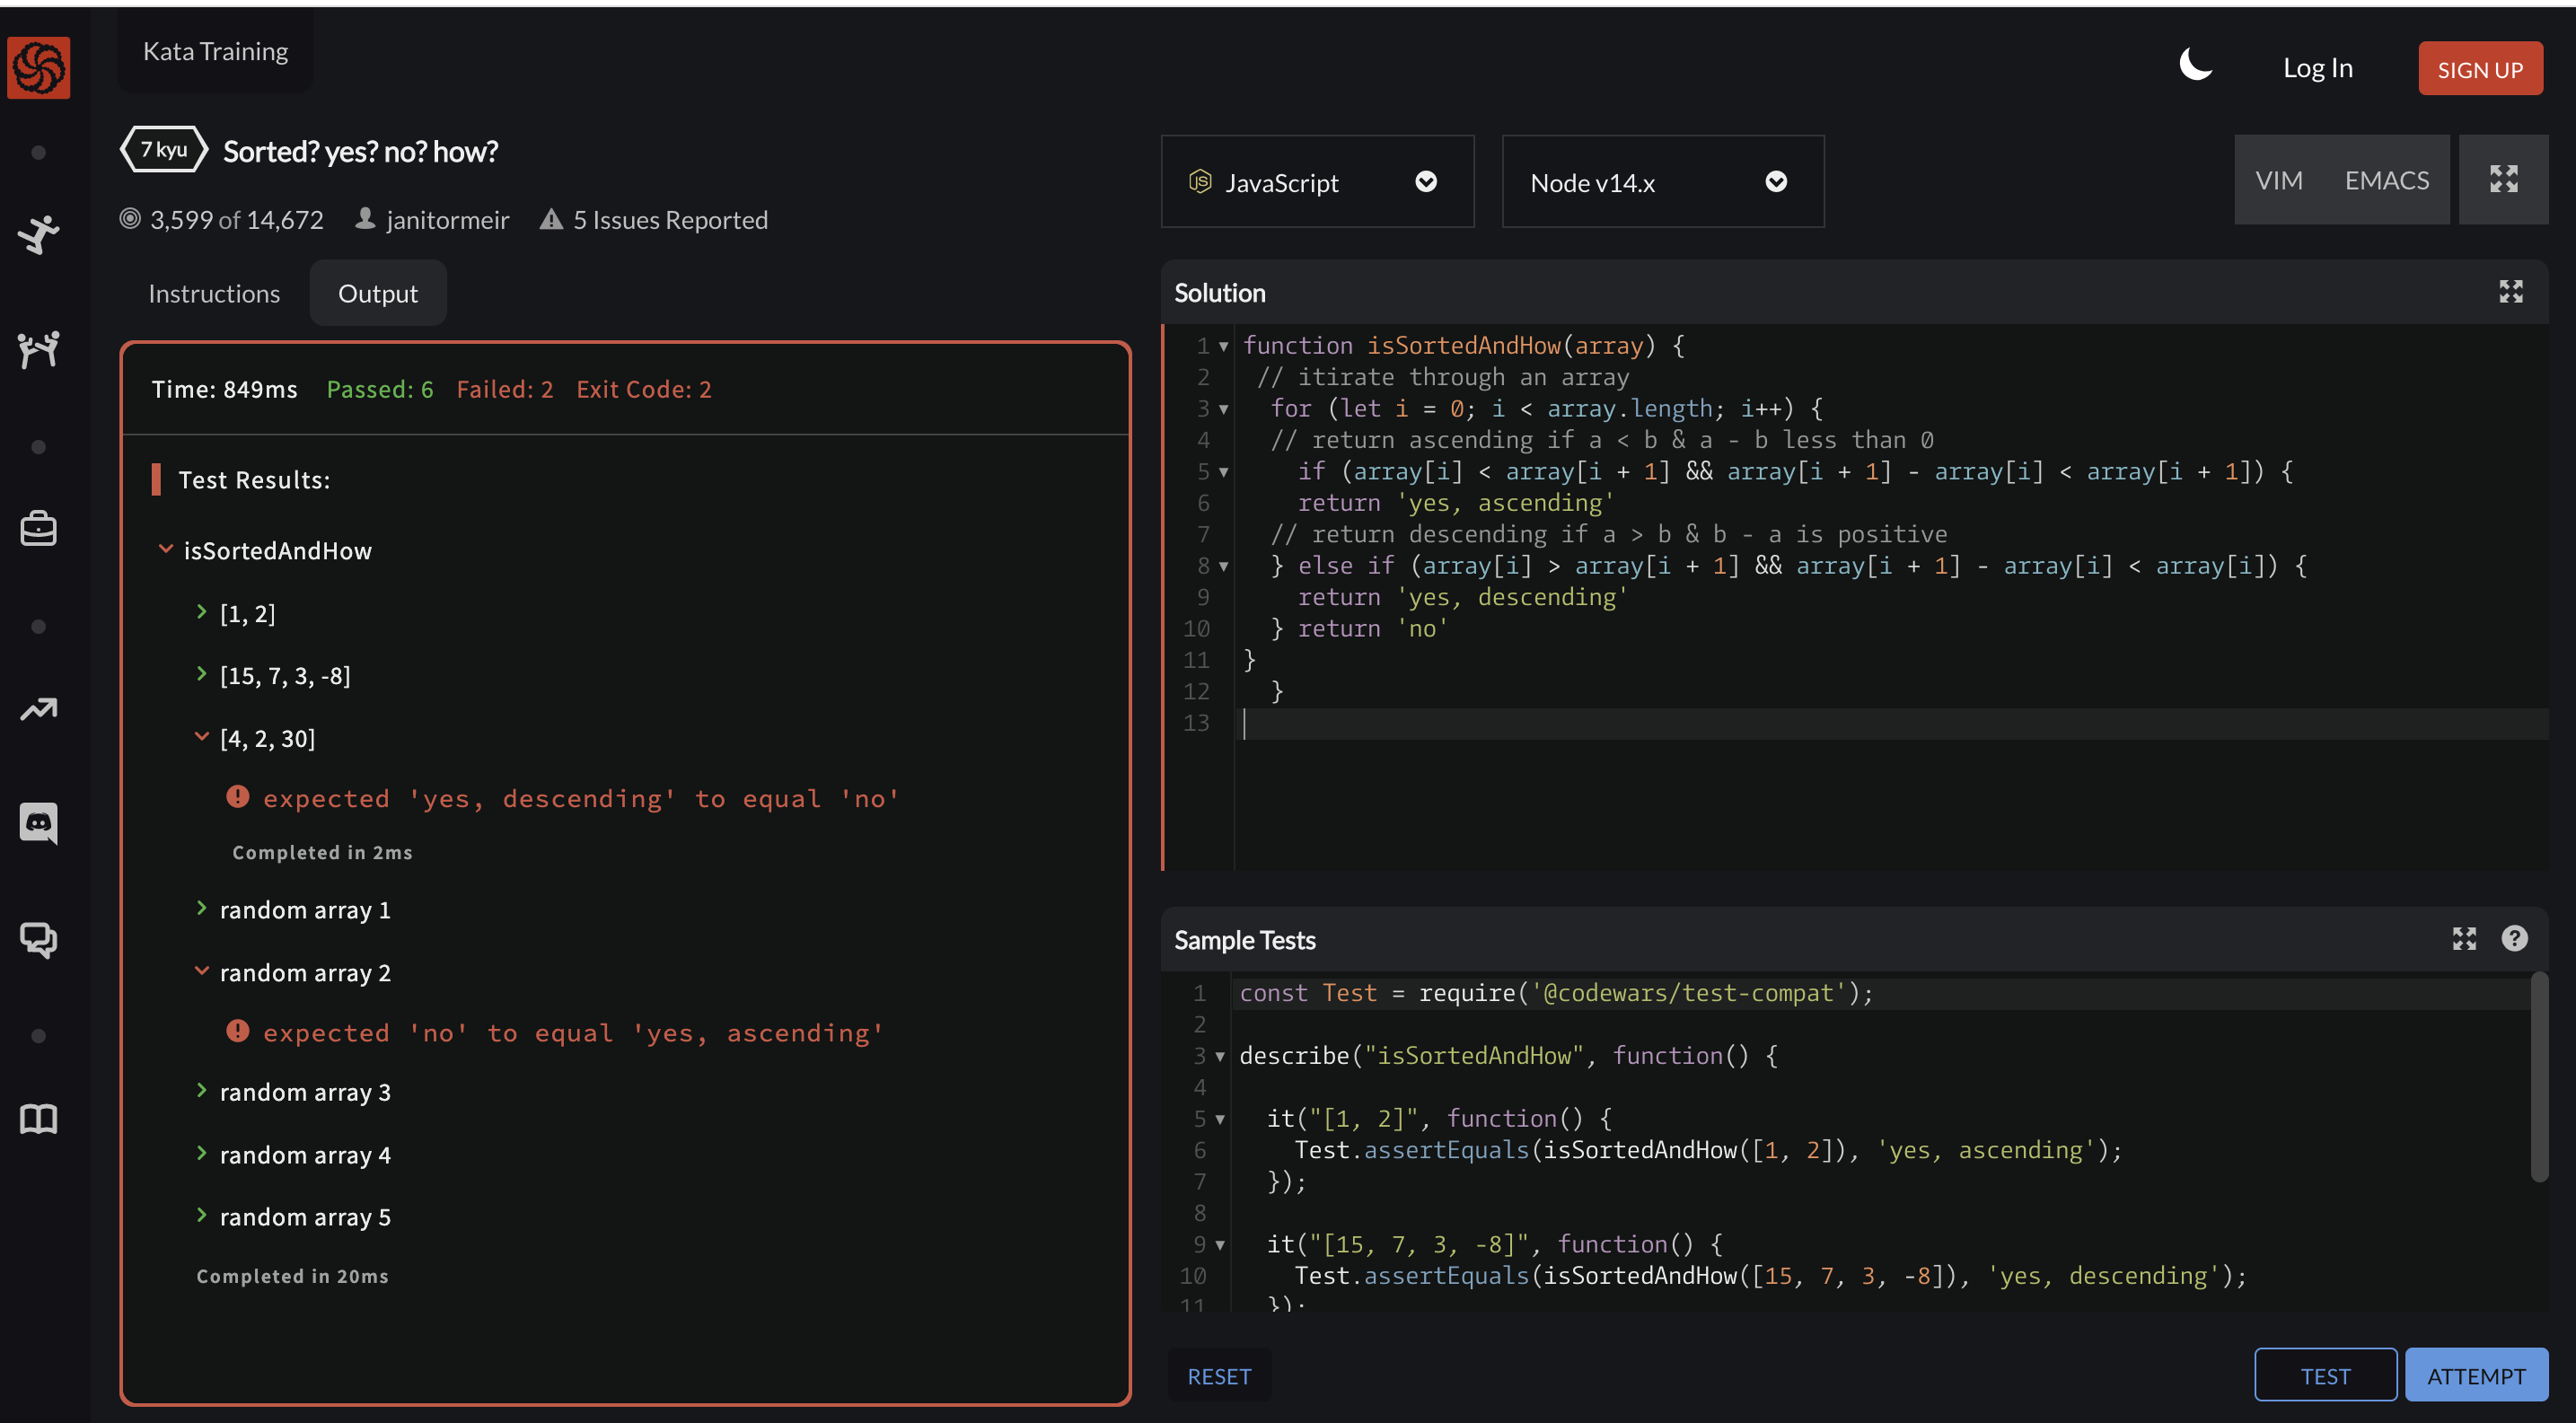 Kata Training
Log In
SIGN UP
7 kyu
Sorted? yes? no? how?
3,599 of 14,672 janitormeir 5 Issues Reported
Instructions
Output
Time: 849ms Passed: 6 Failed: 2 Exit Code: 2
Test Results:
isSortedAndHow
[1, 2]
[15, 7, 3, -8]
[4, 2, 30]
expected 'yes, descending' to equal 'no'
Completed in 2ms
random array 1
random array 2
expected 'no' to equal 'yes, ascending'
random array 3
random array 4
random array 5
Completed in 20ms
JavaScript
Node v14.x
VIM
EMACS
Solution
1 function isSortedAndHow(array) {
2 // itirate through an array
3 for (let i = 0; i < array.length; i++) {
4 // return ascending if a < b & a - b less than 0
5 if (array[i] < array[i + 1] && array[i + 1] - array[i] < array[i + 1]) {
6 return 'yes, ascending'
7 // return descending if a > b & b - a is positive
8 } else if (array[i] > array[i + 1] && array[i + 1] - array[i] < array[i]) {
9 return 'yes, descending'
10 } return 'no'
11 }
12 }
13
Sample Tests
1 const Test = require('@codewars/test-compat');
2
3 describe("isSortedAndHow", function() {
4
5 it("[1, 2]", function() {
6 Test.assertEquals(isSortedAndHow([1, 2]), 'yes, ascending');
7 });
8
9 it("[15, 7, 3, -8]", function() {
10 Test.assertEquals(isSortedAndHow([15, 7, 3, -8]), 'yes, descending');
11 });
RESET
TEST
ATTEMPT